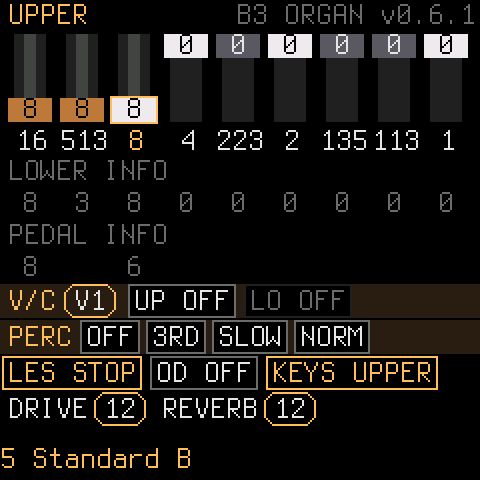 UPPER B3 ORGAN v0.6.1
0 0 0 0 0 0
8 8 8
16 513 8 4 223 2 135 113 1
LOWER INFO
8 3 8 0 0 0 0 0 0
PEDAL INFO
8 6
V/C V1 UP OFF LO OFF
PERC OFF 3RD SLOW NORM
LES STOP OD OFF KEYS UPPER
DRIVE 12 REVERB 12
5 Standard B